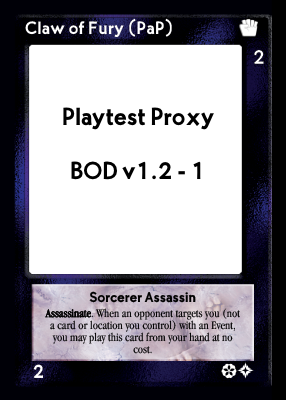 Claw of Fury (PaP)
2
Playtest Proxy
BOD v1.2 - 1
Sorcerer Assassin
Assassinate. When an opponent targets you (not
a card or location you control) with an Event,
you may play this card from your hand at no
cost.
2